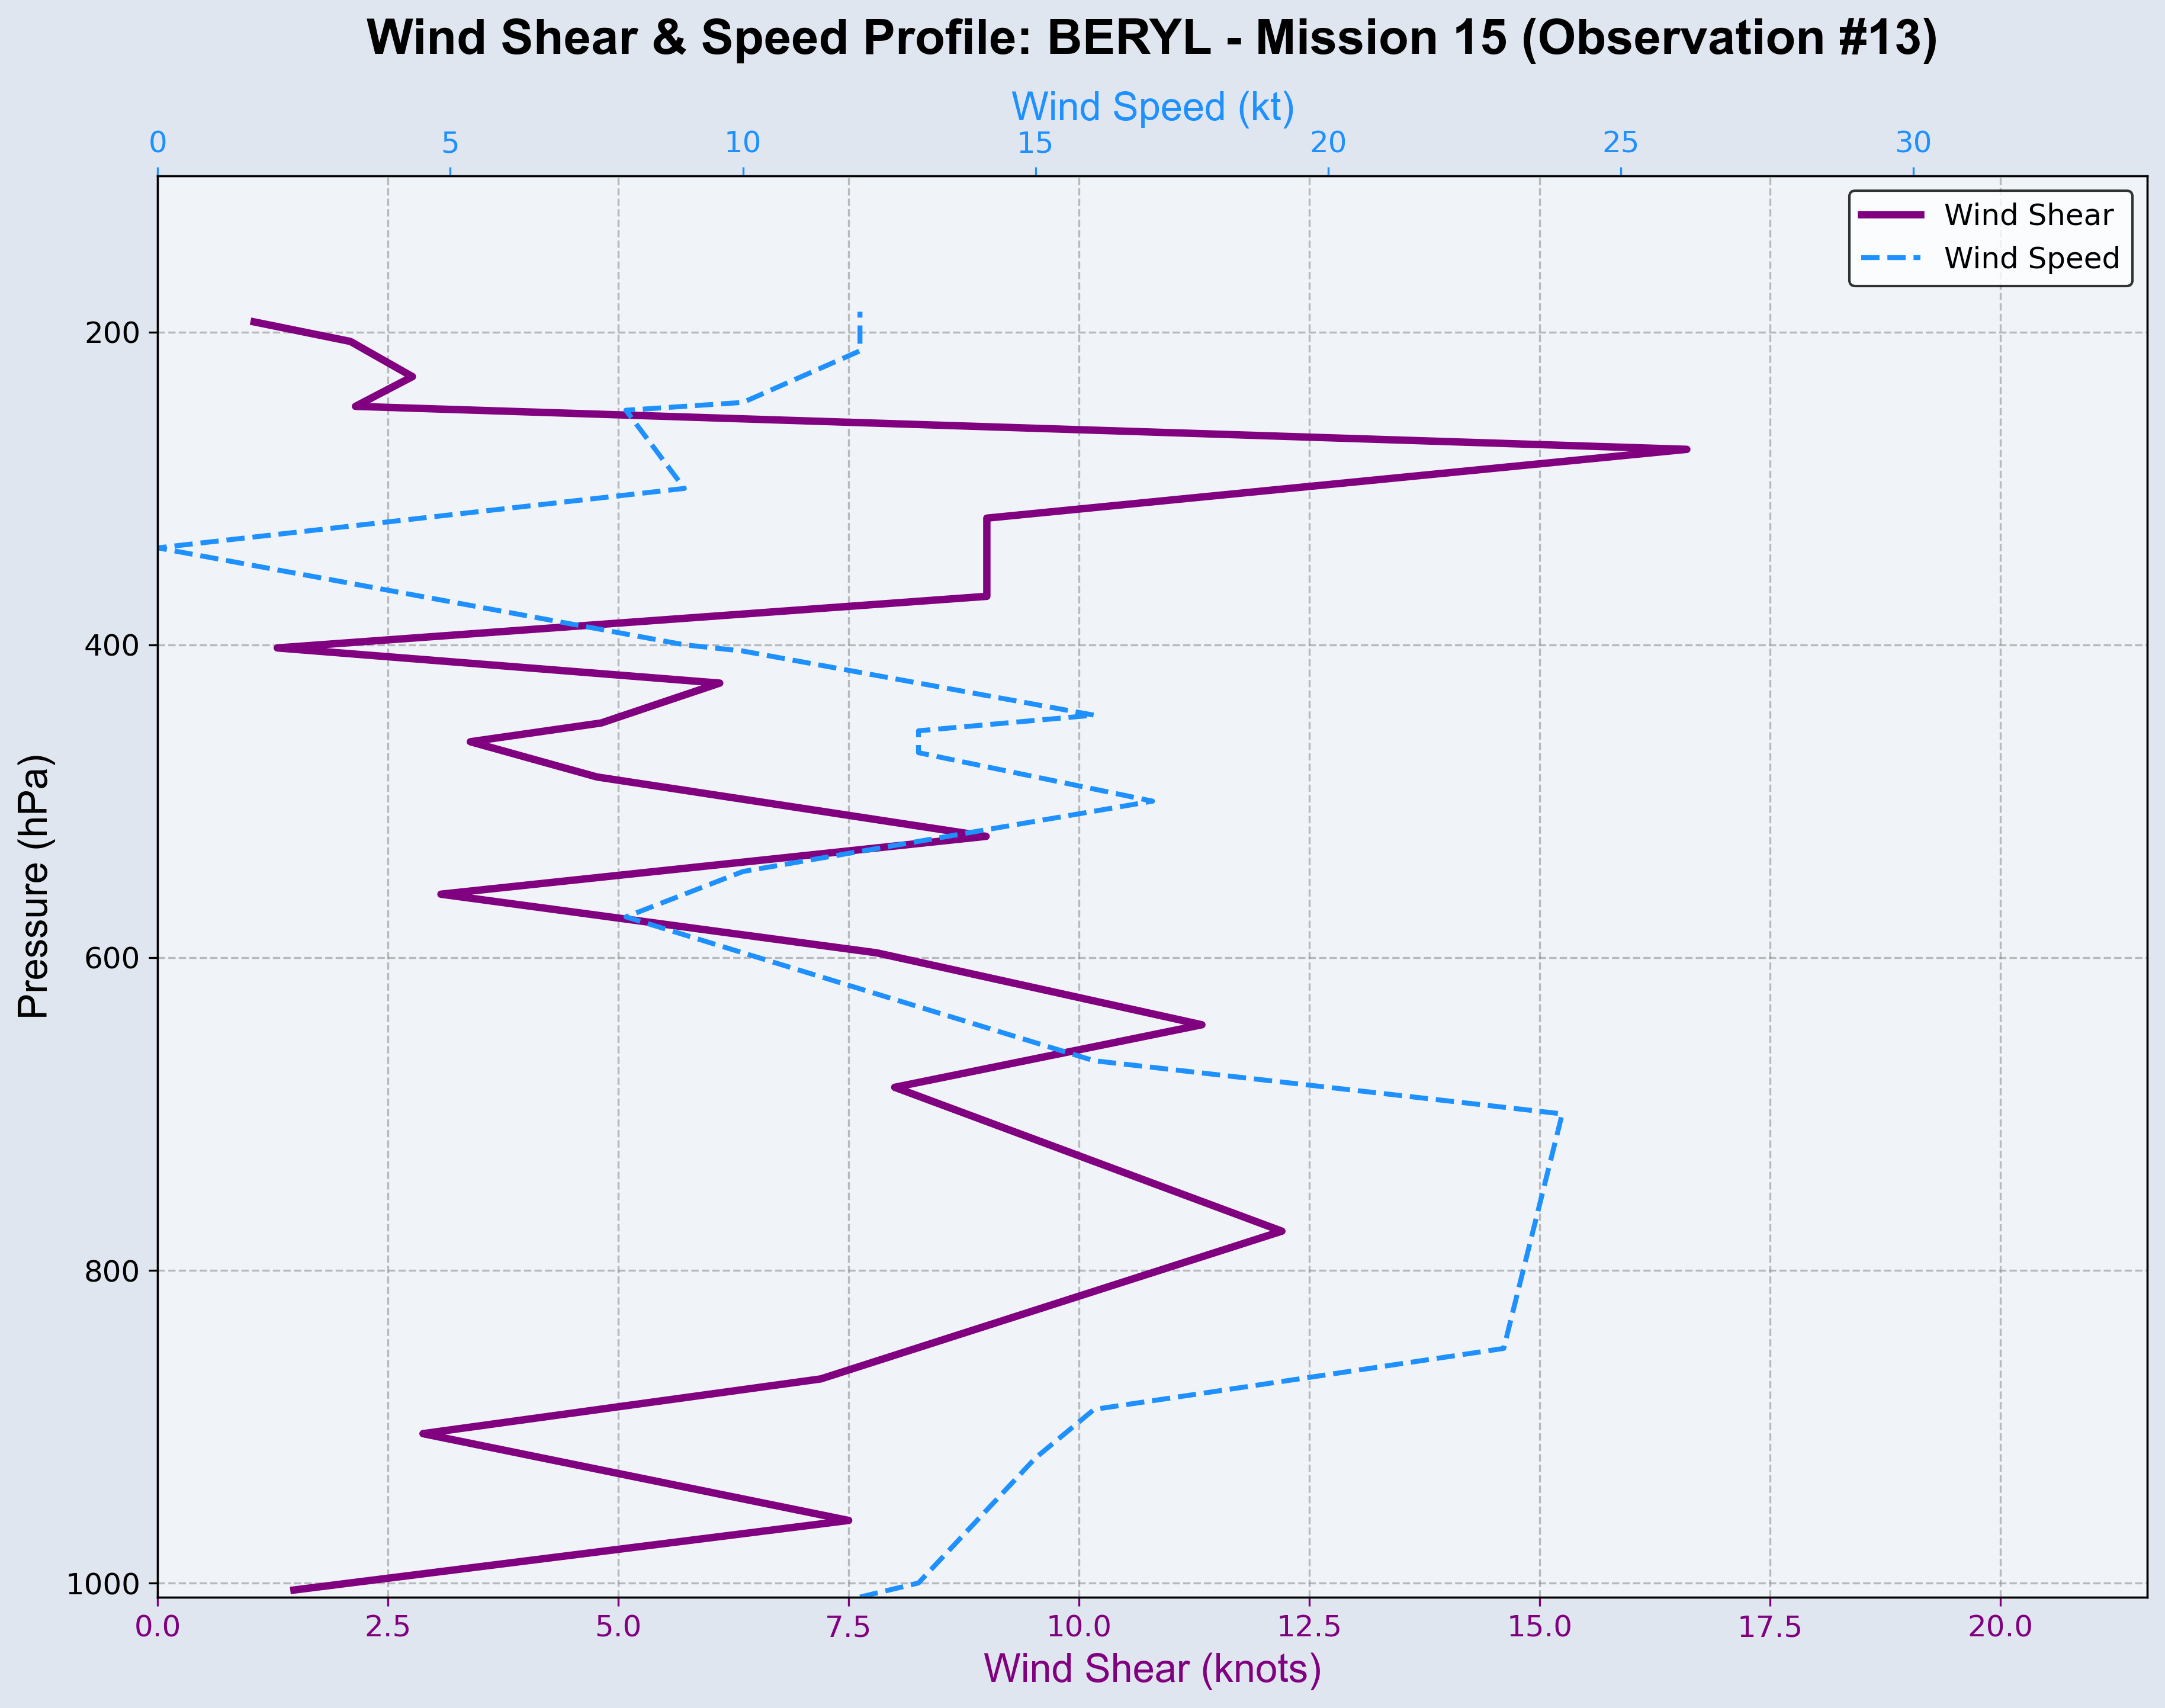 Wind Shear & Speed Profile: BERYL - Mission 15 (Observation #13)
Wind Speed (kt)
0 5 10 15 20 25 30
Wind Shear
Wind Speed
200
400
600
800
1000
Pressure (hPa)
0.0 2.5 5.0 7.5 10.0 12.5 15.0 17.5 20.0
Wind Shear (knots)